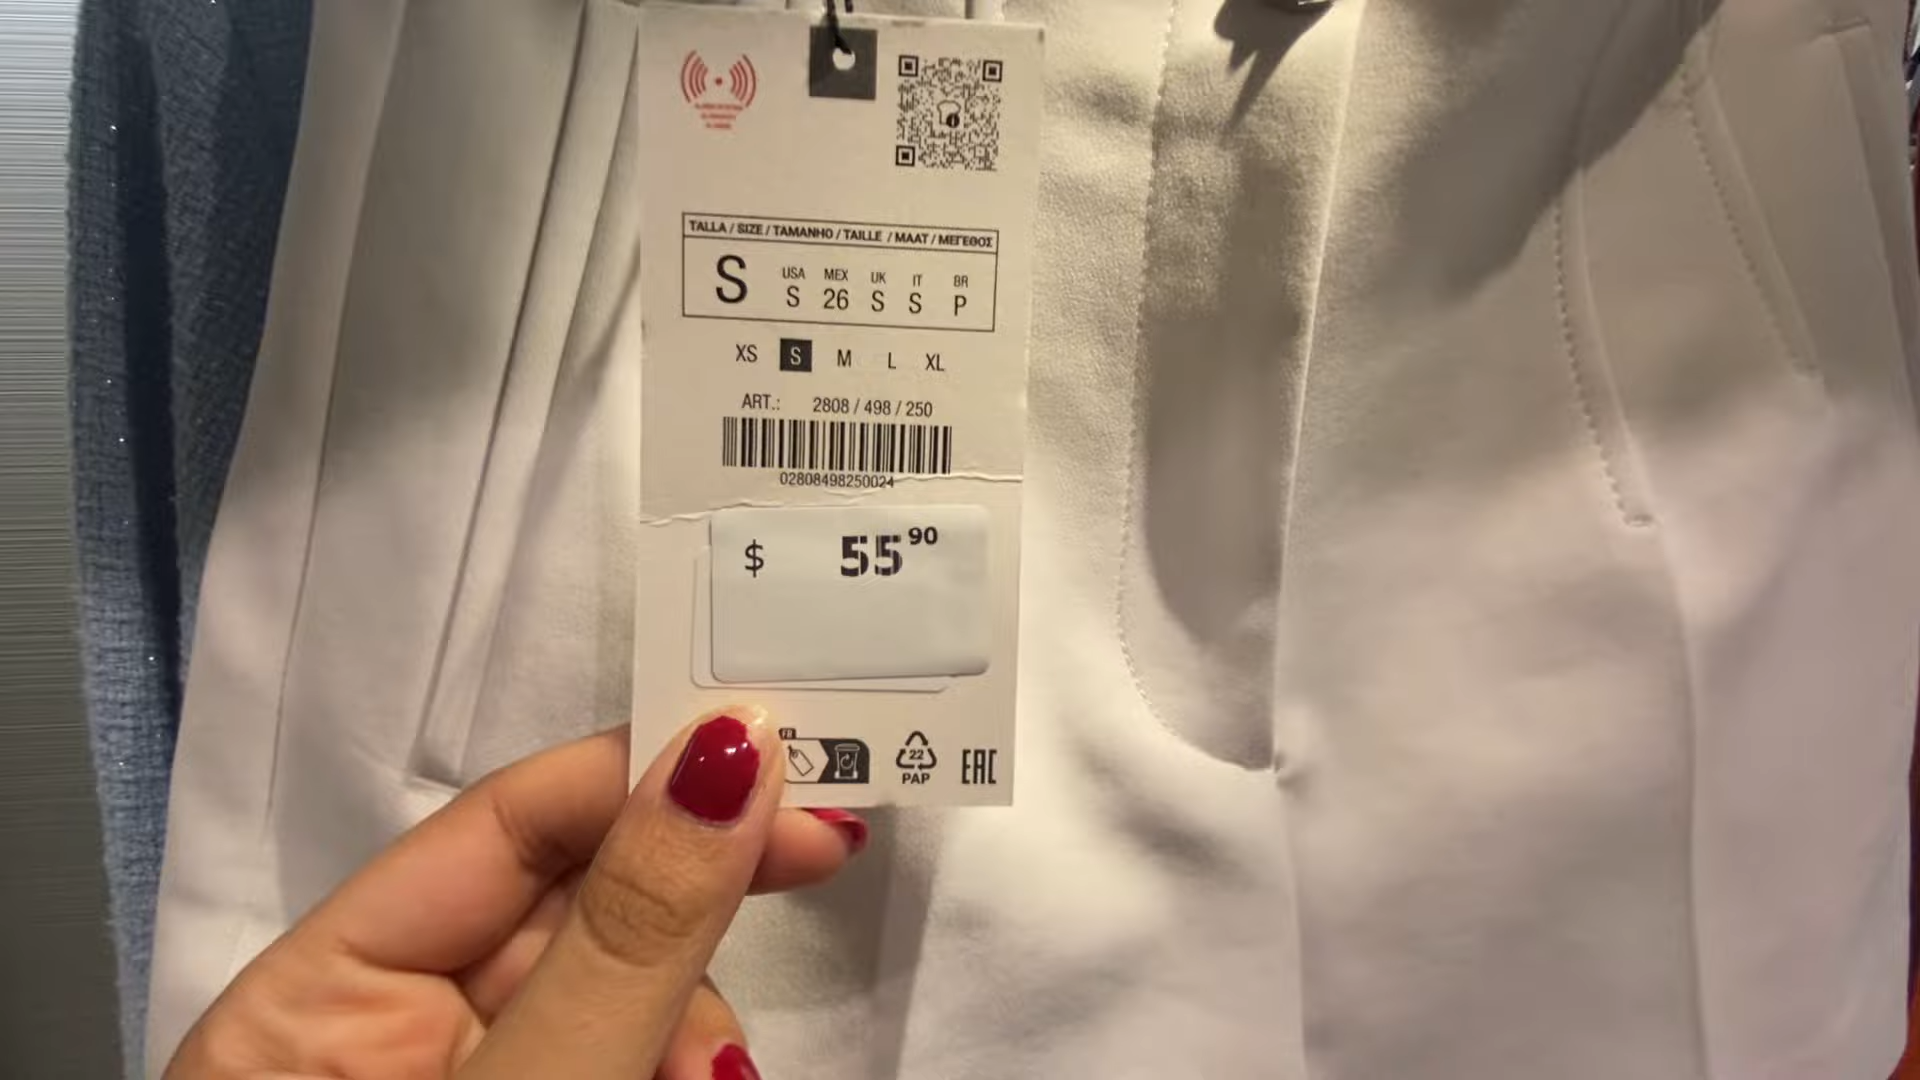 TALLA / SIZE / TAMANHO / TAILLE / MAAT / ΜΕΓΕΘΟΣ
S
USA MEX UK IT BR
S 26 S S P
XS S M L XL
ART.: 2808 / 498 / 250
02808498250024
$ 55 90
FR
22
PAP
EAC